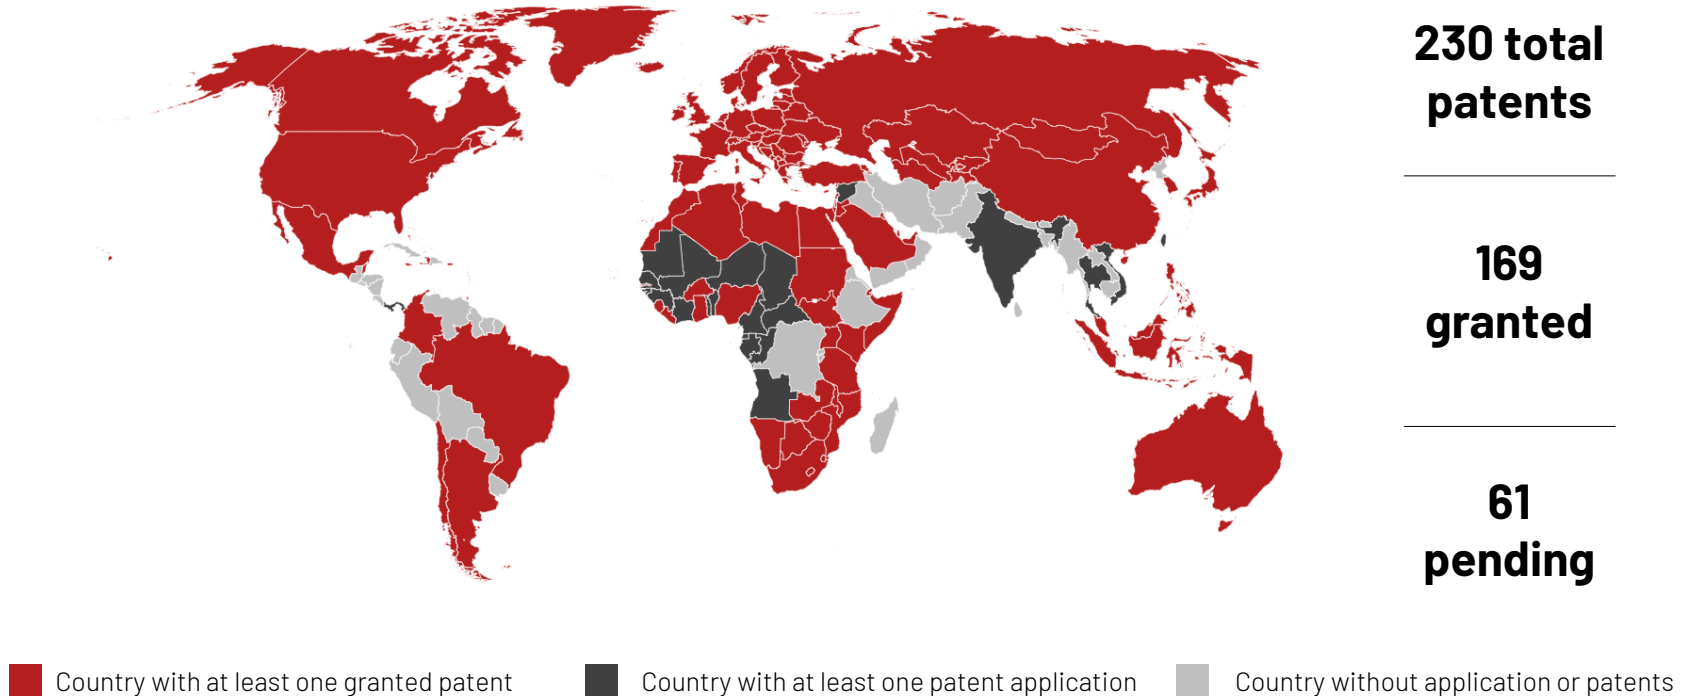 230 total
patents
169
granted
61
pending
Country with at least one granted patent
Country with at least one patent application
Country without application or patents